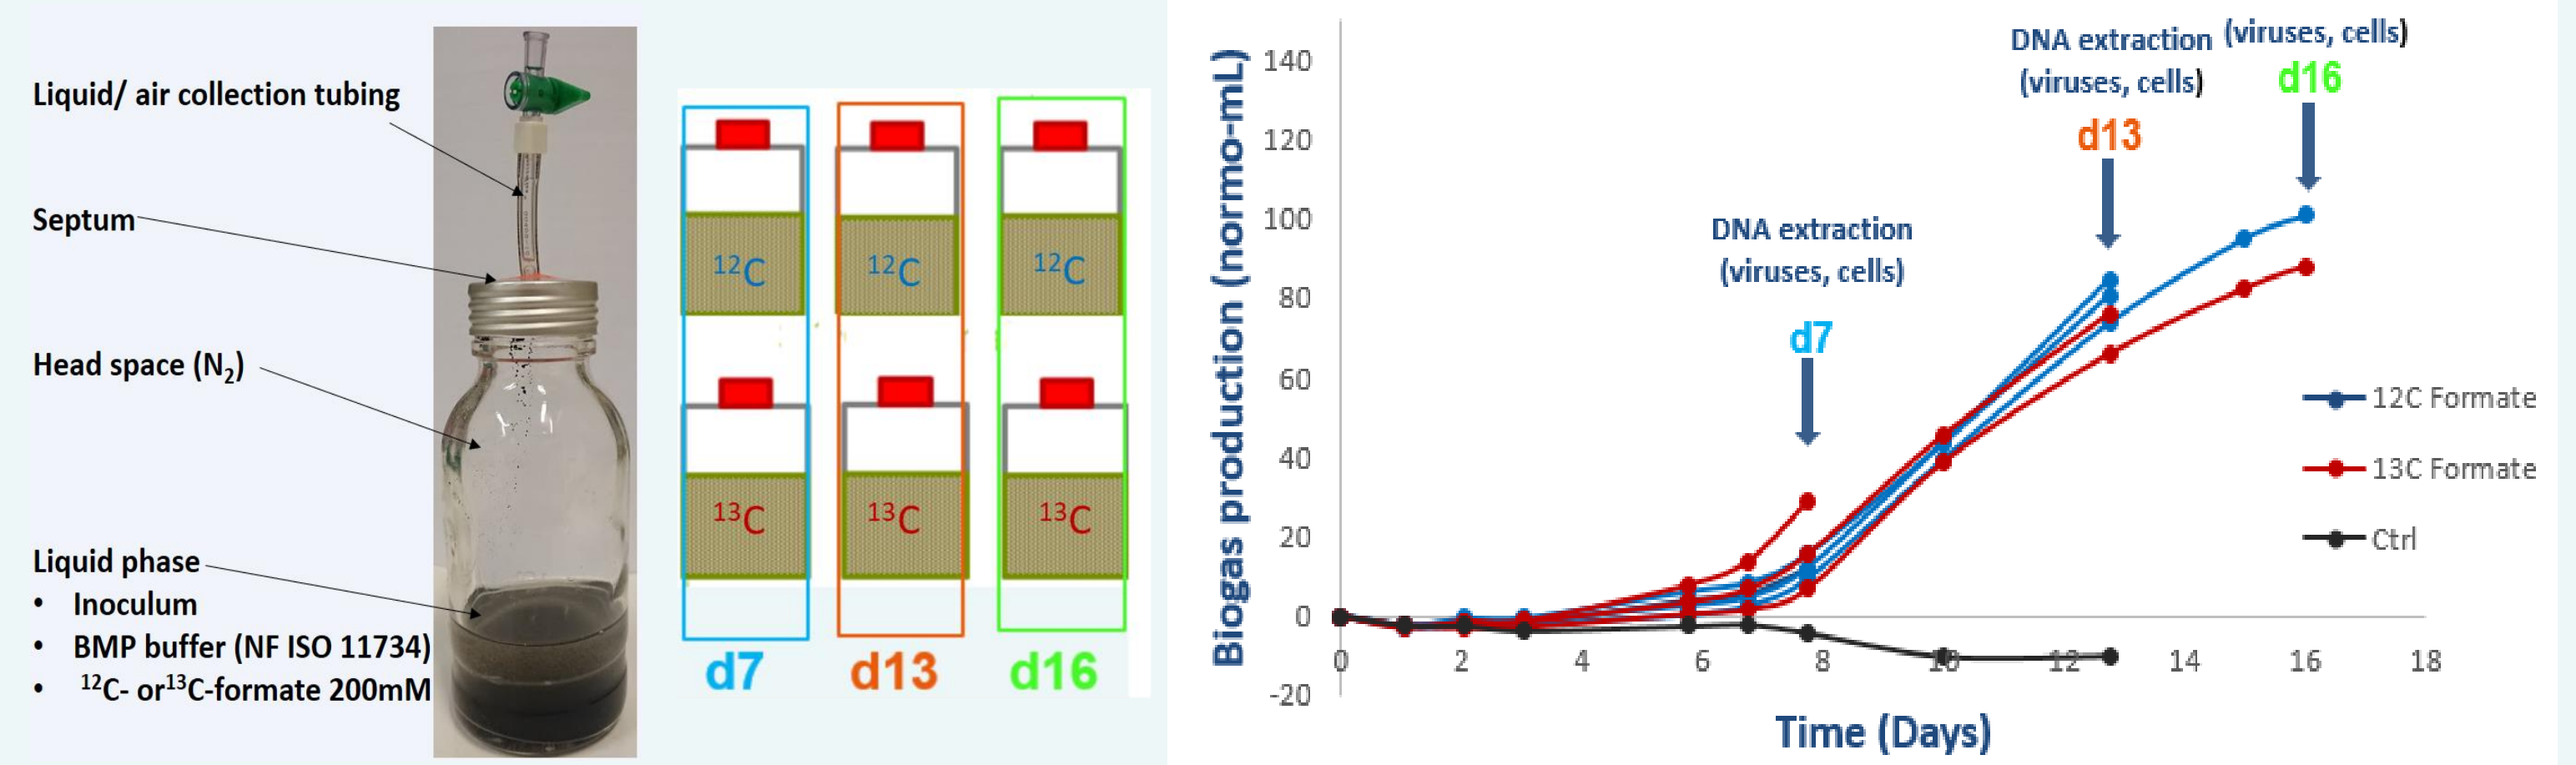 Liquid/ air collection tubing
Septum
Head space (N₂)
Liquid phase
• Inoculum
• BMP buffer (NF ISO 11734)
• ¹²C- or¹³C-formate 200mM
¹²C
¹²C
¹²C
¹³C
¹³C
¹³C
d7
d13
d16
Biogas production (normo-mL)
140
120
100
80
60
40
20
0
-20
0
2
4
6
8
10
12
14
16
18
Time (Days)
DNA extraction
(viruses, cells)
d7
DNA extraction
(viruses, cells)
d13
(viruses, cells)
d16
12C Formate
13C Formate
Ctrl